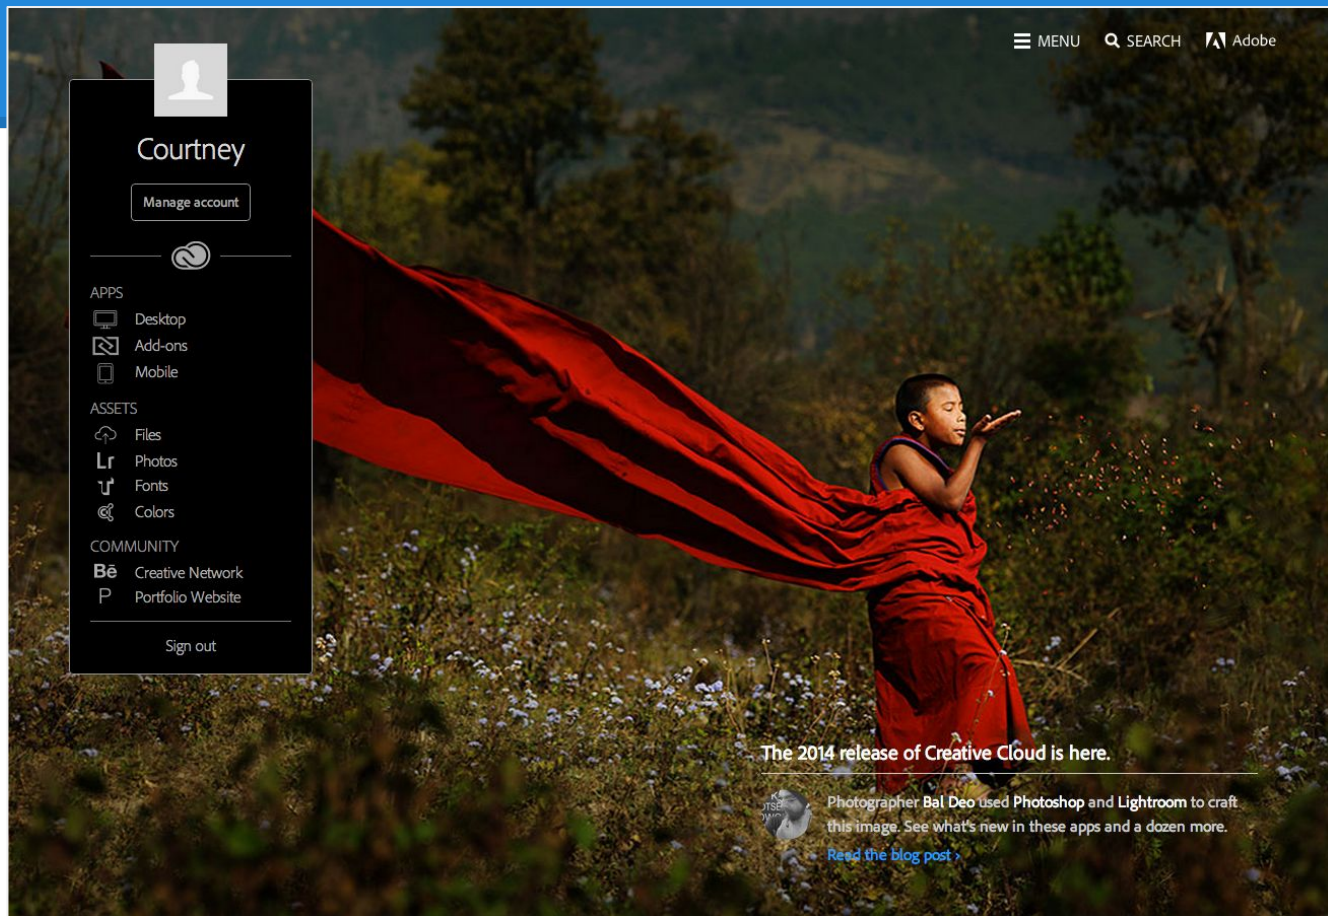 MENU SEARCH Adobe
Courtney
Manage account
APPS
Desktop
Add-ons
Mobile
ASSETS
Files
Lr Photos
Fonts
Colors
COMMUNITY
Bē Creative Network
P Portfolio Website
Sign out
The 2014 release of Creative Cloud is here.
Photographer Bal Deo used Photoshop and Lightroom to craft
this image. See what's new in these apps and a dozen more.
Read the blog post ›